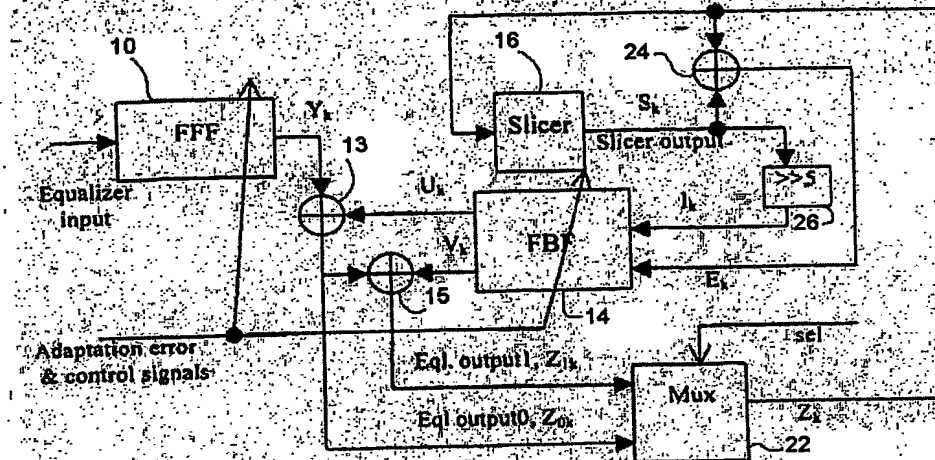 10
16
24
FFF
Yₖ
Slicer
Sₖ
Slicer output
13
Equalizer
input
Uₖ
>>S
26
Iₖ
Vₖ
FBF
Eₖ
15
14
Adaptation error
& control signals
sel
Eql. output1, Z₁ₖ
Mux
Zₖ
Eql output0, Z₀ₖ
22